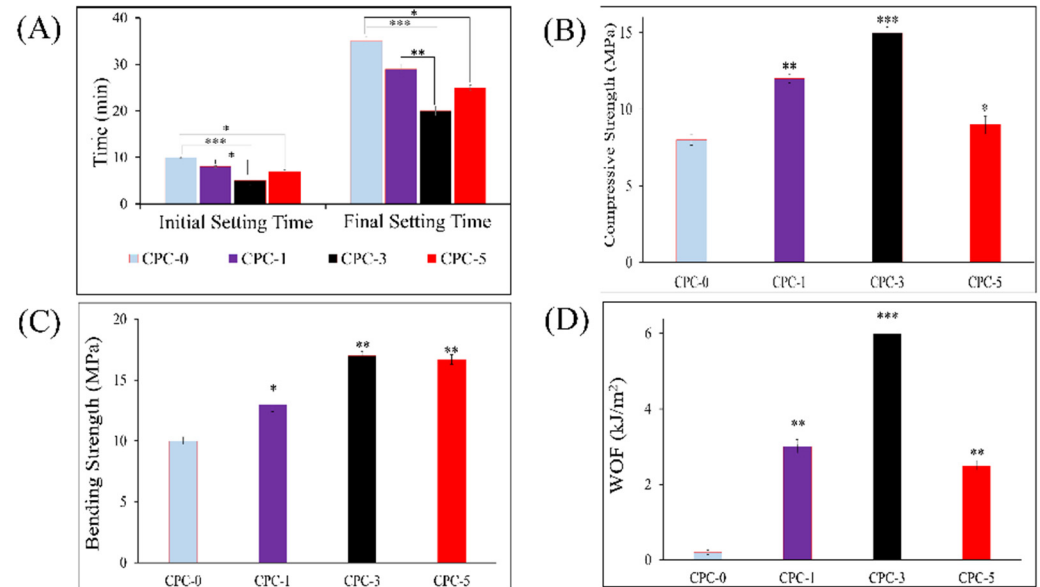 (A)
Time (min)
40
30
20
10
0
*
***
*
*
***
**
Initial Setting Time
Final Setting Time
CPC-0
CPC-1
CPC-3
CPC-5
(B)
Compressive Strength (MPa)
15
10
5
0
**
***
*
CPC-0
CPC-1
CPC-3
CPC-5
(C)
Bending Strength (MPa)
20
15
10
5
0
*
**
**
CPC-0
CPC-1
CPC-3
CPC-5
(D)
WOF (kJ/m²)
6
4
2
0
**
***
**
CPC-0
CPC-1
CPC-3
CPC-5